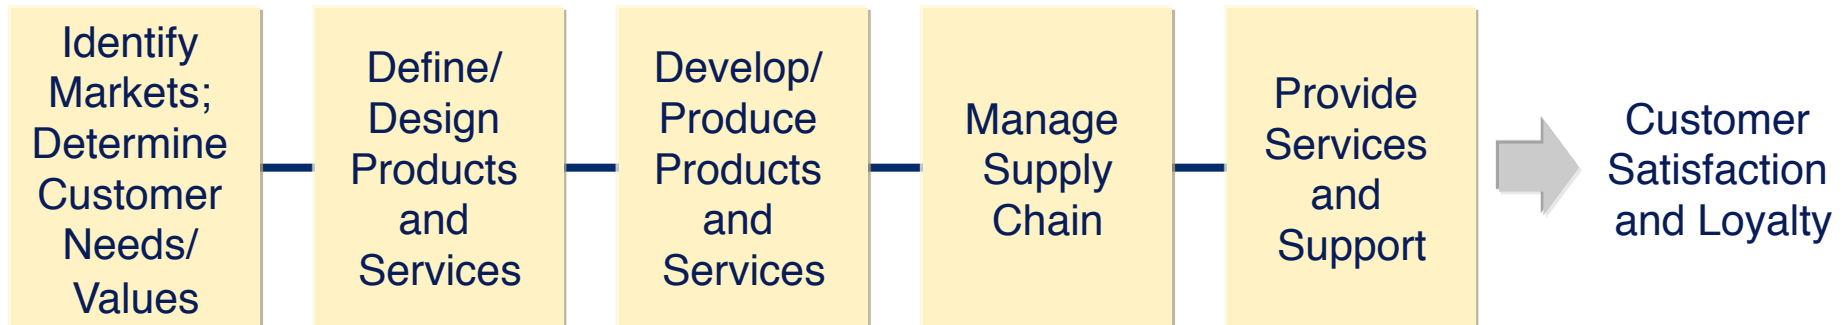 Identify
Markets;
Determine
Customer
Needs/
Values
Define/
Design
Products
and
Services
Develop/
Produce
Products
and
Services
Manage
Supply
Chain
Provide
Services
and
Support
Customer
Satisfaction
and Loyalty